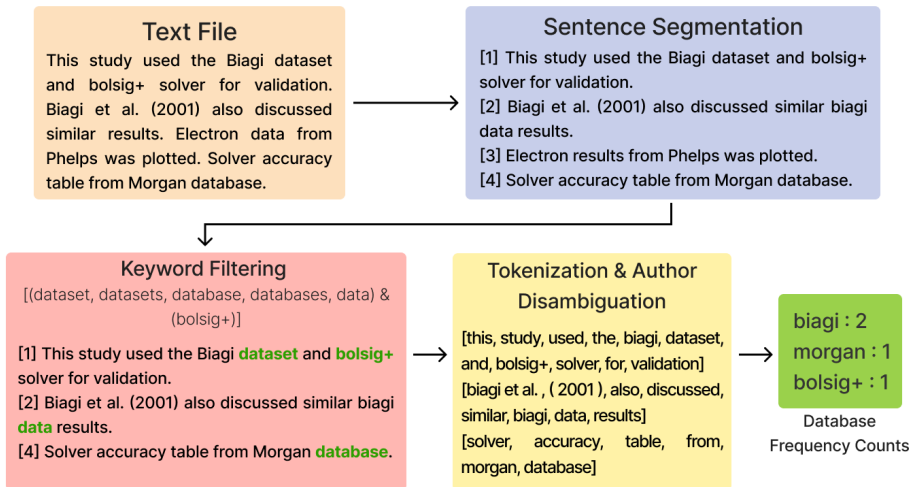 Text File
This study used the Biagi dataset
and bolsig+ solver for validation.
Biagi et al. (2001) also discussed
similar results. Electron data from
Phelps was plotted. Solver accuracy
table from Morgan database.
Sentence Segmentation
[1] This study used the Biagi dataset and bolsig+
solver for validation.
[2] Biagi et al. (2001) also discussed similar biagi
data results.
[3] Electron results from Phelps was plotted.
[4] Solver accuracy table from Morgan database.
Keyword Filtering
[(dataset, datasets, database, databases, data) &
(bolsig+)]
[1] This study used the Biagi dataset and bolsig+
solver for validation.
[2] Biagi et al. (2001) also discussed similar biagi
data results.
[4] Solver accuracy table from Morgan database.
Tokenization & Author
Disambiguation
[this, study, used, the, biagi, dataset,
and, bolsig+, solver, for, validation]
[biagi et al. , ( 2001 ), also, discussed,
similar, biagi, data, results]
[solver, accuracy, table, from,
morgan, database]
biagi : 2
morgan : 1
bolsig+ : 1
Database
Frequency Counts